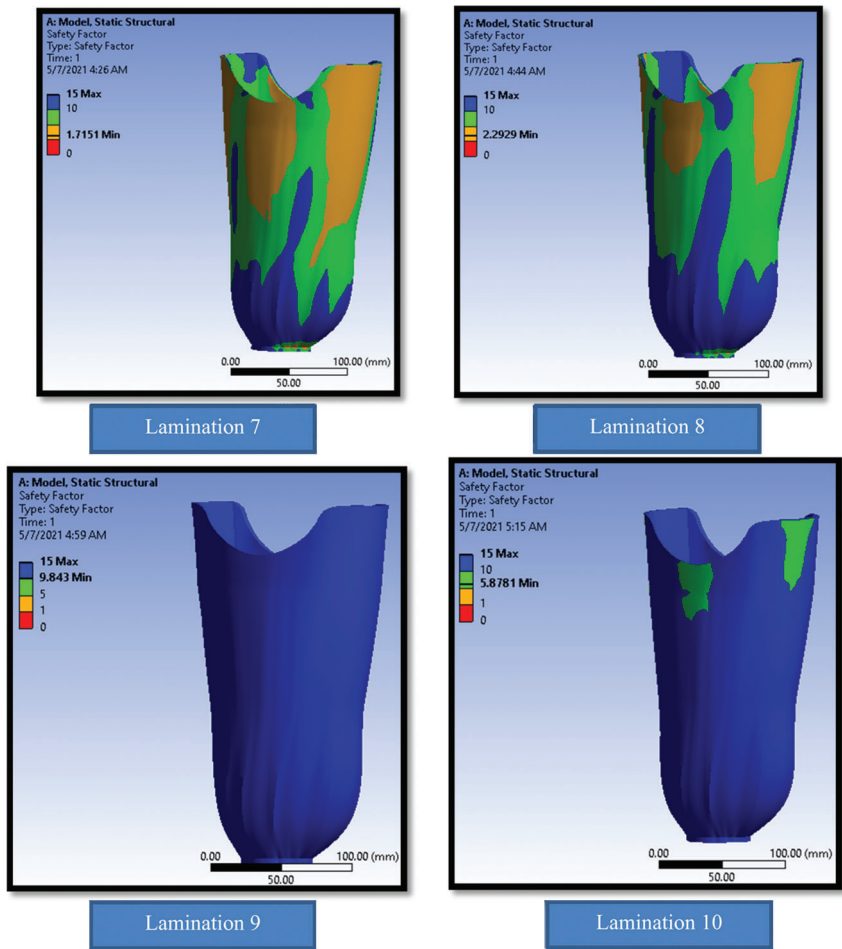 A: Model, Static Structural
Safety Factor
Type: Safety Factor
Time: 1
5/7/2021 4:26 AM
15 Max
10
1.7151 Min
0
0.00
100.00 (mm)
50.00
Lamination 7
A: Model, Static Structural
Safety Factor
Type: Safety Factor
Time: 1
5/7/2021 4:44 AM
15 Max
10
2.2929 Min
0
0.00
100.00 (mm)
50.00
Lamination 8
A: Model, Static Structural
Safety Factor
Type: Safety Factor
Time: 1
5/7/2021 4:59 AM
15 Max
9.843 Min
5
1
0
0.00
100.00 (mm)
50.00
Lamination 9
A: Model, Static Structural
Safety Factor
Type: Safety Factor
Time: 1
5/7/2021 5:15 AM
15 Max
10
5.8781 Min
1
0
0.00
100.00 (mm)
50.00
Lamination 10